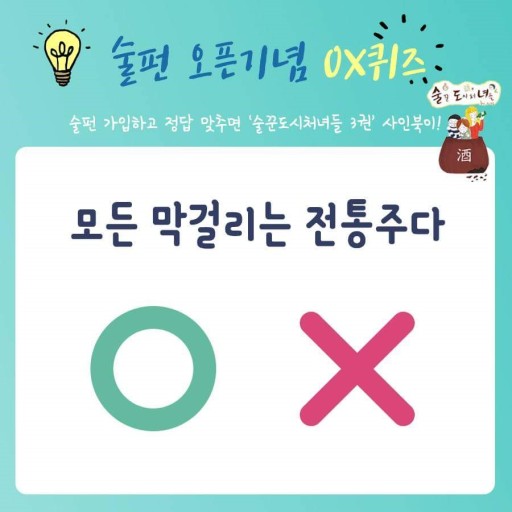 술펀 오픈기념 OX퀴즈
술꾼도시처녀들
술펀 가입하고 정답 맞추면 '술꾼도시처녀들 3권' 사인북이!
酒
모든 막걸리는 전통주다
O X